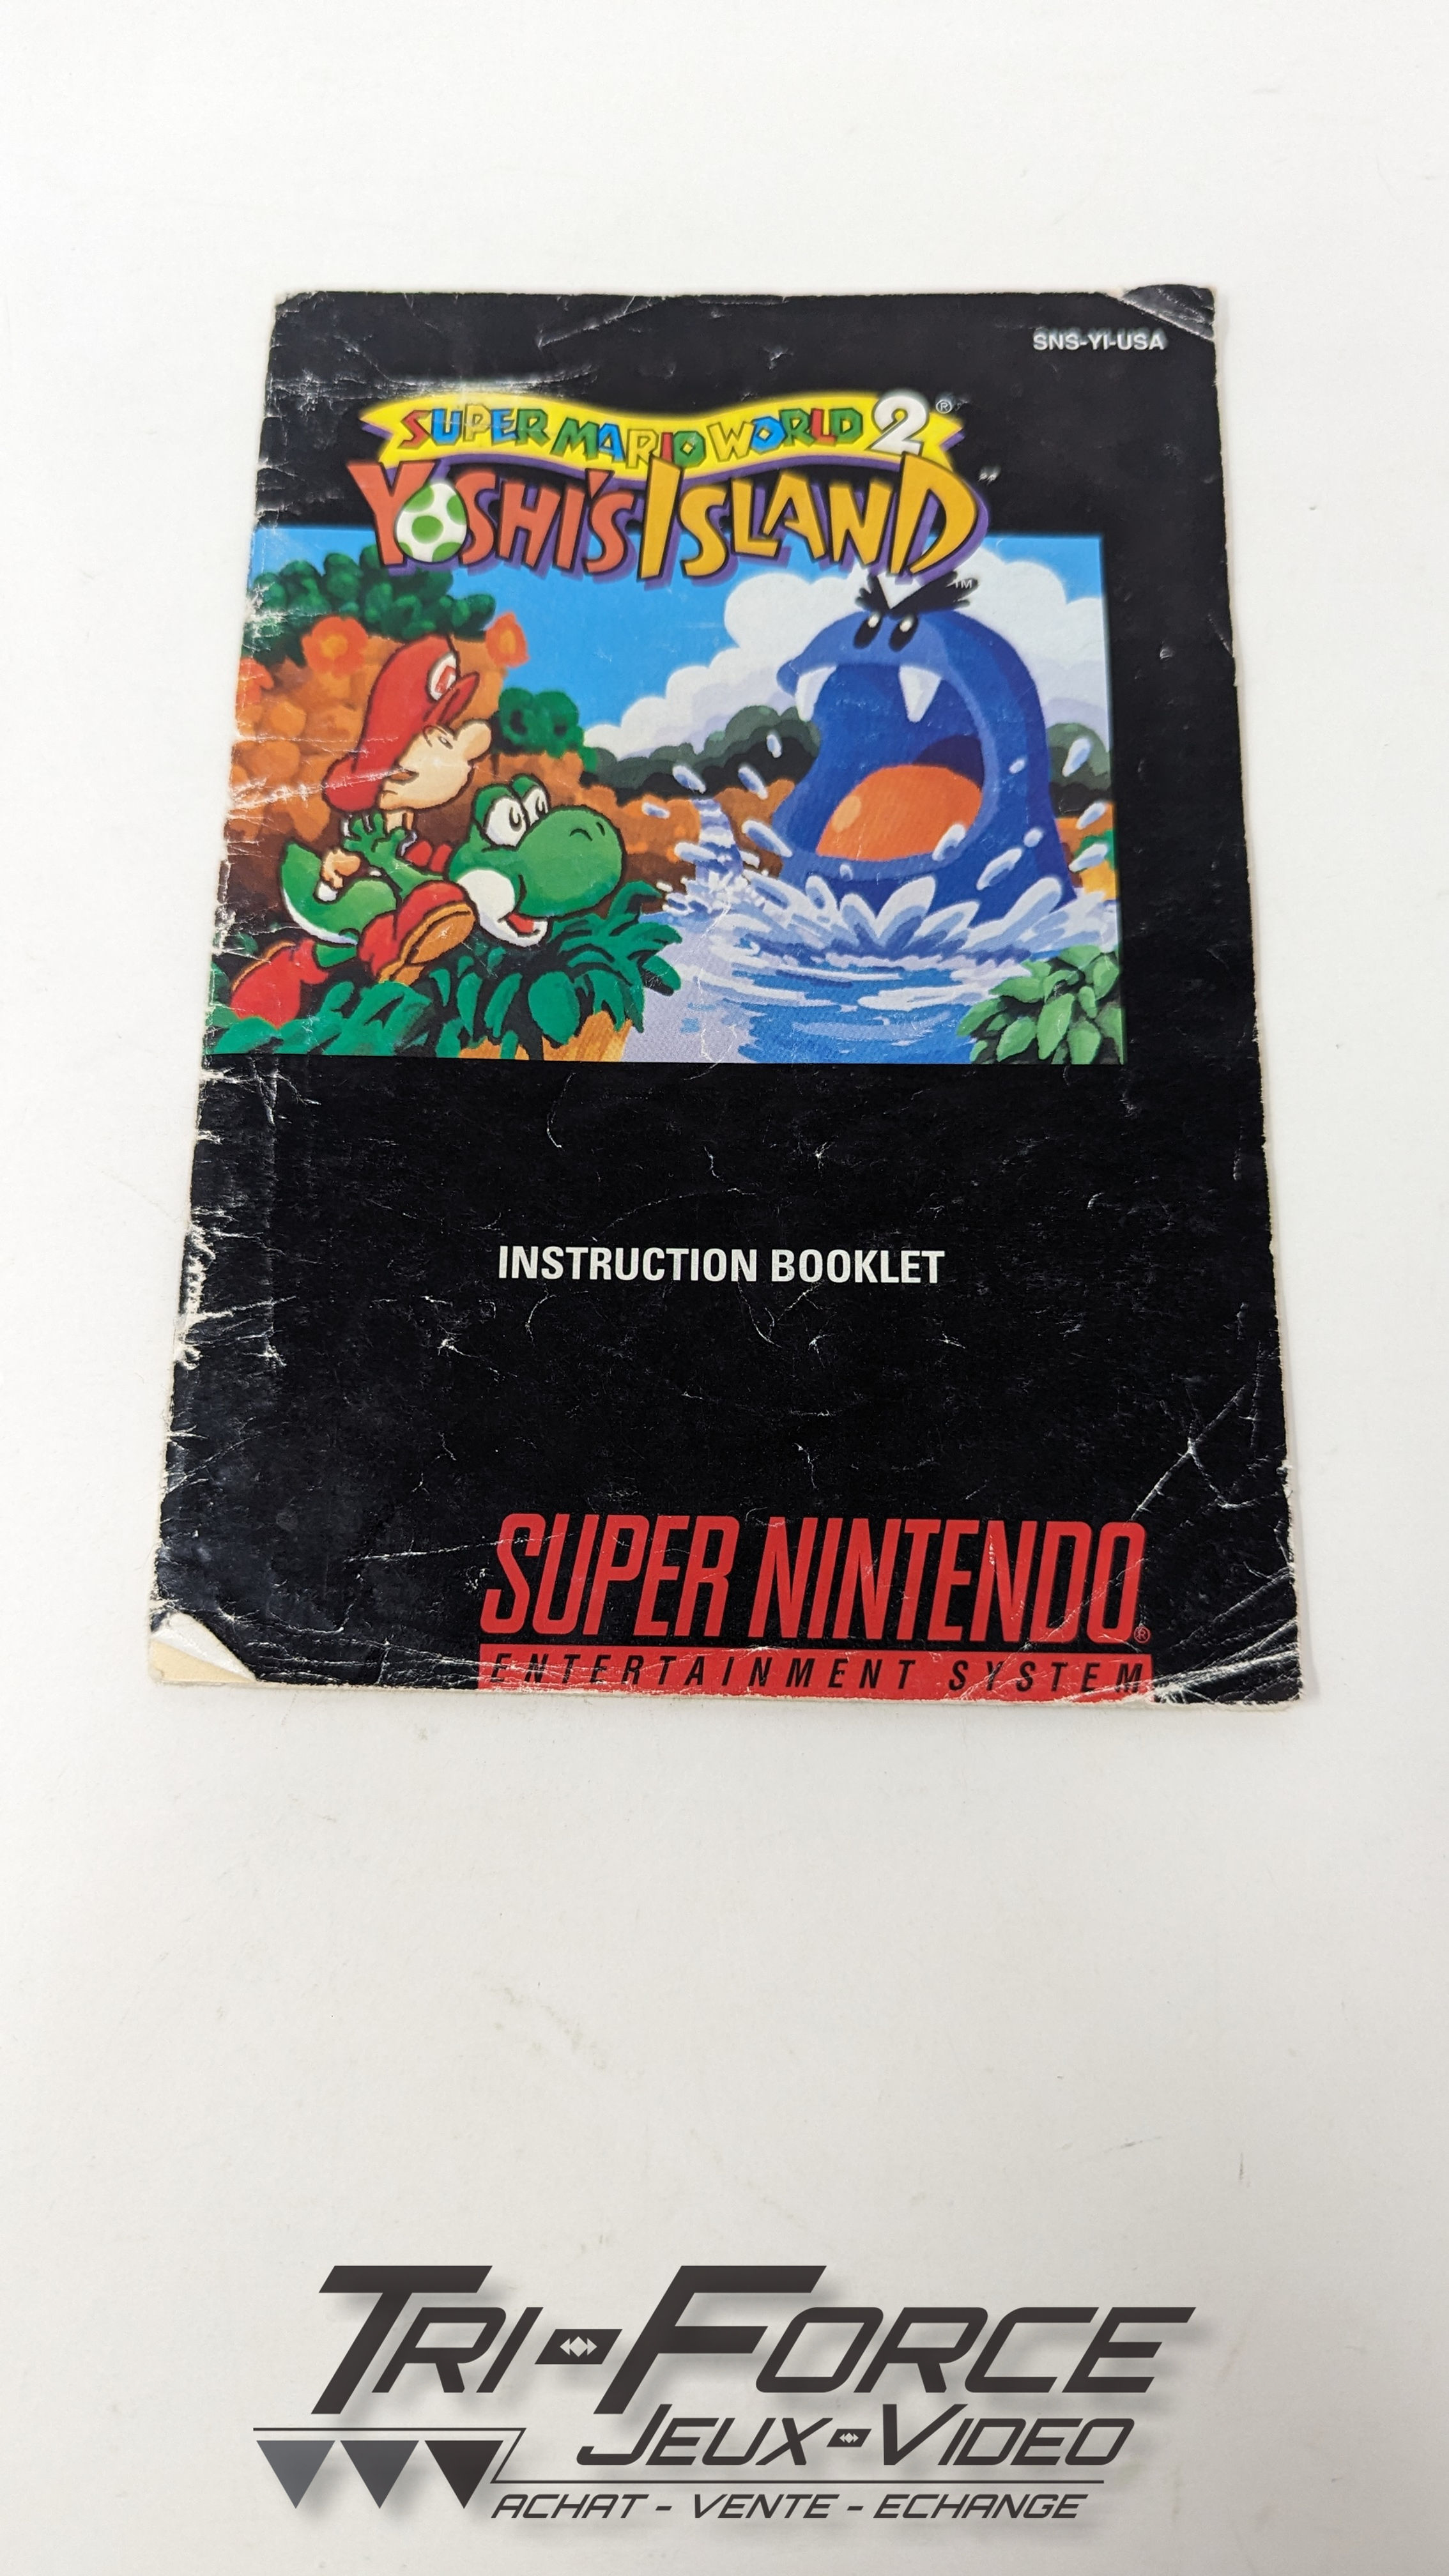 SNS-YI-USA
SUPER MARIO WORLD 2®
YOSHI'S ISLAND™
INSTRUCTION BOOKLET
SUPER NINTENDO®
ENTERTAINMENT SYSTEM
TRI-FORCE
JEUX-VIDEO
ACHAT - VENTE - ECHANGE